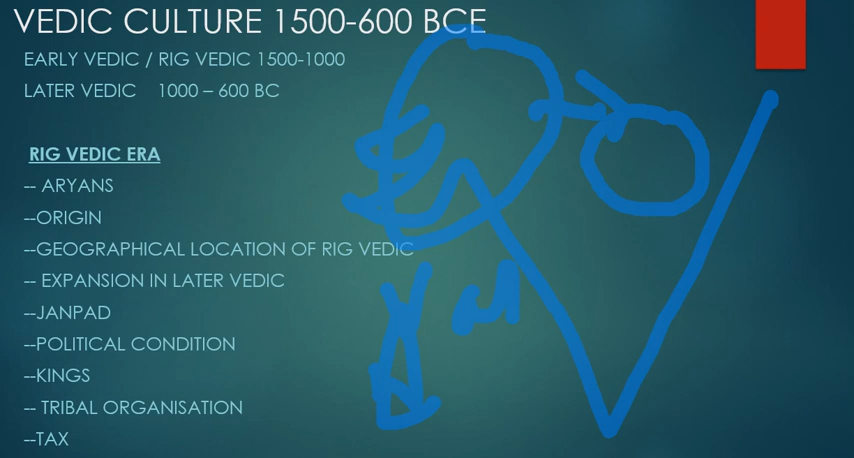 VEDIC CULTURE 1500-600 BCE
EARLY VEDIC / RIG VEDIC 1500-1000
LATER VEDIC 1000 – 600 BC
RIG VEDIC ERA
-- ARYANS
--ORIGIN
--GEOGRAPHICAL LOCATION OF RIG VEDIC
-- EXPANSION IN LATER VEDIC
--JANPAD
--POLITICAL CONDITION
--KINGS
-- TRIBAL ORGANISATION
--TAX